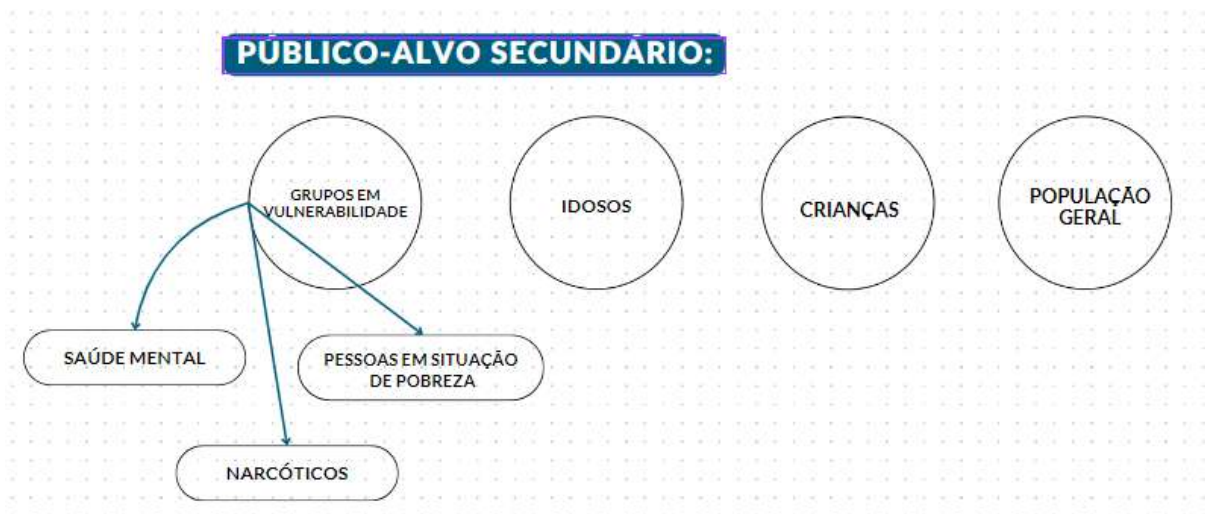 PÚBLICO-ALVO SECUNDÁRIO:
GRUPOS EM
VULNERABILIDADE
IDOSOS
CRIANÇAS
POPULAÇÃO
GERAL
SAÚDE MENTAL
PESSOAS EM SITUAÇÃO
DE POBREZA
NARCÓTICOS